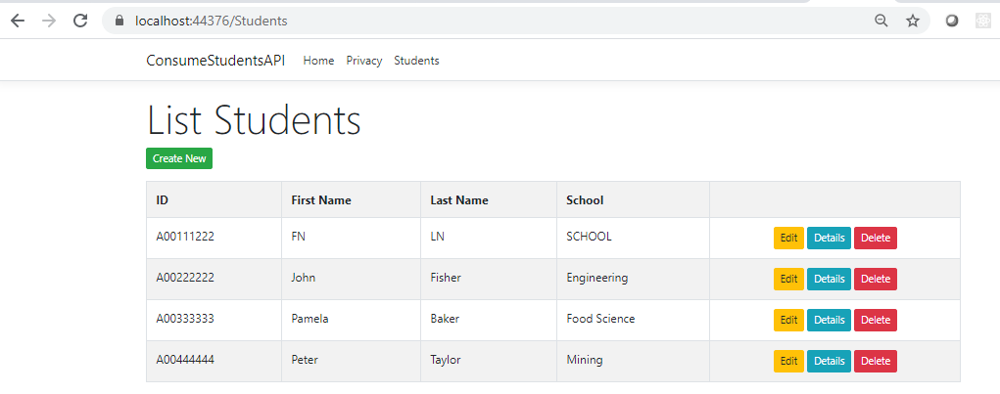 localhost:44376/Students
ConsumeStudentsAPI Home Privacy Students
List Students
Create New
ID First Name Last Name School
A00111222 FN LN SCHOOL Edit Details Delete
A00222222 John Fisher Engineering Edit Details Delete
A00333333 Pamela Baker Food Science Edit Details Delete
A00444444 Peter Taylor Mining Edit Details Delete